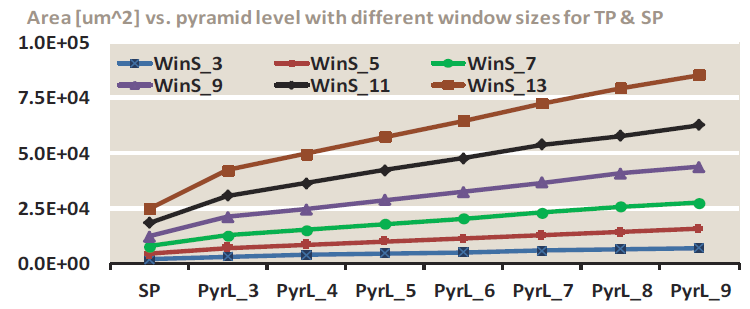 Area [um^2] vs. pyramid level with different window sizes for TP & SP
1.0E+05
WinS_3 WinS_5 WinS_7
WinS_9 WinS_11 WinS_13
7.5E+04
5.0E+04
2.5E+04
0.0E+00
SP PyrL_3 PyrL_4 PyrL_5 PyrL_6 PyrL_7 PyrL_8 PyrL_9